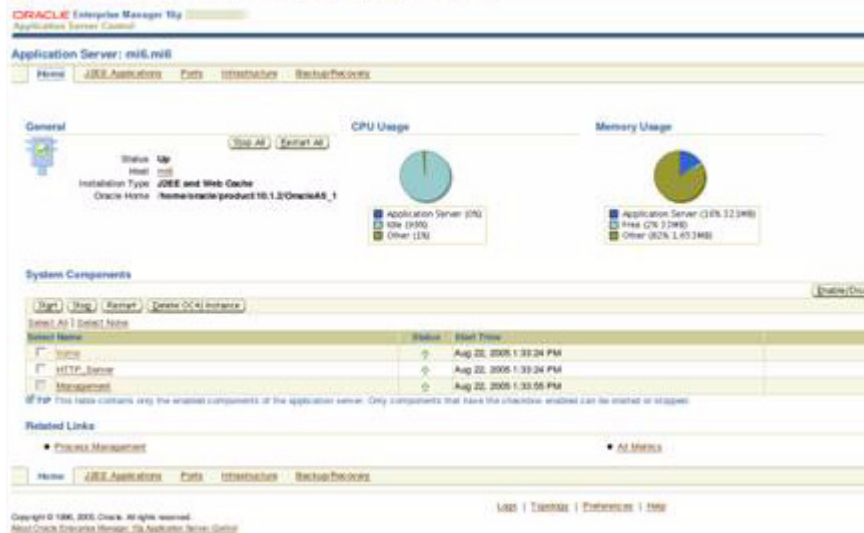 ORACLE Enterprise Manager 10g
Application Server Control
Application Server: mi6.mi6
Home J2EE Applications Ports Infrastructure Backup/Recovery
General
Stop All Restart All
Status Up
Host mi6
Installation Type J2EE and Web Cache
Oracle Home /home/oracle/product/10.1.2/OracleAS_1
CPU Usage
Application Server (0%)
Idle (99%)
Other (1%)
Memory Usage
Application Server (16% 323MB)
Free (2% 33MB)
Other (82% 1,653MB)
System Components
Start Stop Restart Delete OC4J Instance
Select All | Select None
Select Name Status Start Time
home Aug 22, 2005 1:33:24 PM
HTTP_Server Aug 22, 2005 1:33:24 PM
Management Aug 22, 2005 1:33:55 PM
TIP This table contains only the enabled components of the application server. Only components that have the checkbox enabled can be started or stopped.
Related Links
Process Management
All Metrics
Home J2EE Applications Ports Infrastructure Backup/Recovery
Logs | Topology | Preferences | Help
Copyright © 1996, 2005, Oracle. All rights reserved.
About Oracle Enterprise Manager 10g Application Server Control